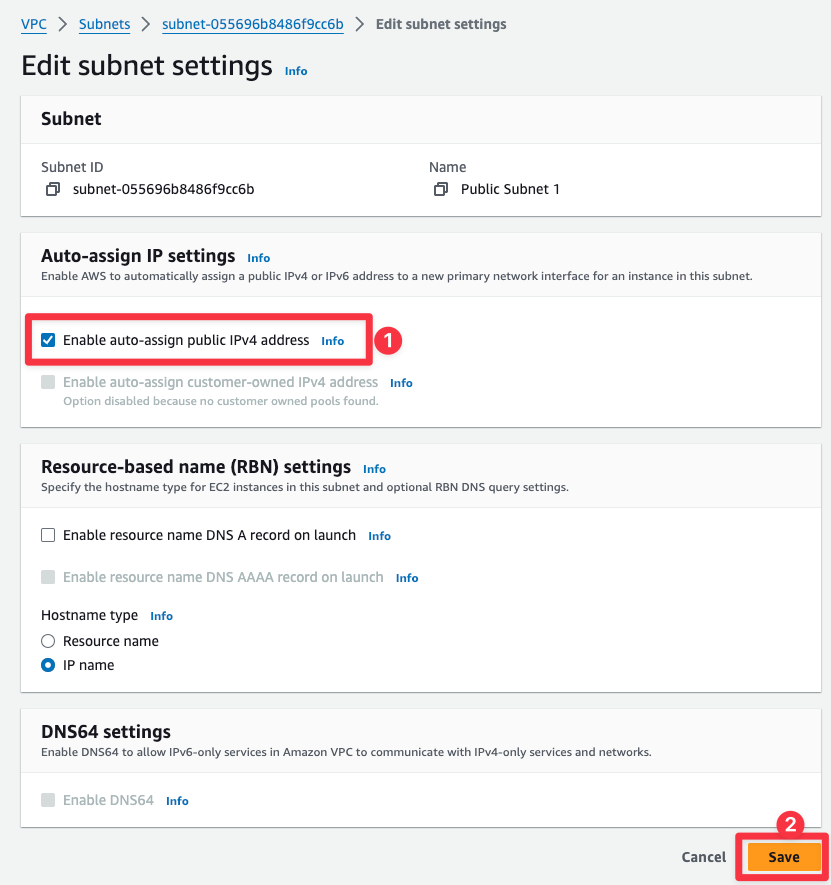 VPC > Subnets > subnet-055696b8486f9cc6b > Edit subnet settings
Edit subnet settings Info
Subnet
Subnet ID Name
subnet-055696b8486f9cc6b Public Subnet 1
Auto-assign IP settings Info
Enable AWS to automatically assign a public IPv4 or IPv6 address to a new primary network interface for an instance in this subnet.
Enable auto-assign public IPv4 address Info 1
Enable auto-assign customer-owned IPv4 address Info
Option disabled because no customer owned pools found.
Resource-based name (RBN) settings Info
Specify the hostname type for EC2 instances in this subnet and optional RBN DNS query settings.
Enable resource name DNS A record on launch Info
Enable resource name DNS AAAA record on launch Info
Hostname type Info
Resource name
IP name
DNS64 settings
Enable DNS64 to allow IPv6-only services in Amazon VPC to communicate with IPv4-only services and networks.
Enable DNS64 Info
2
Cancel Save